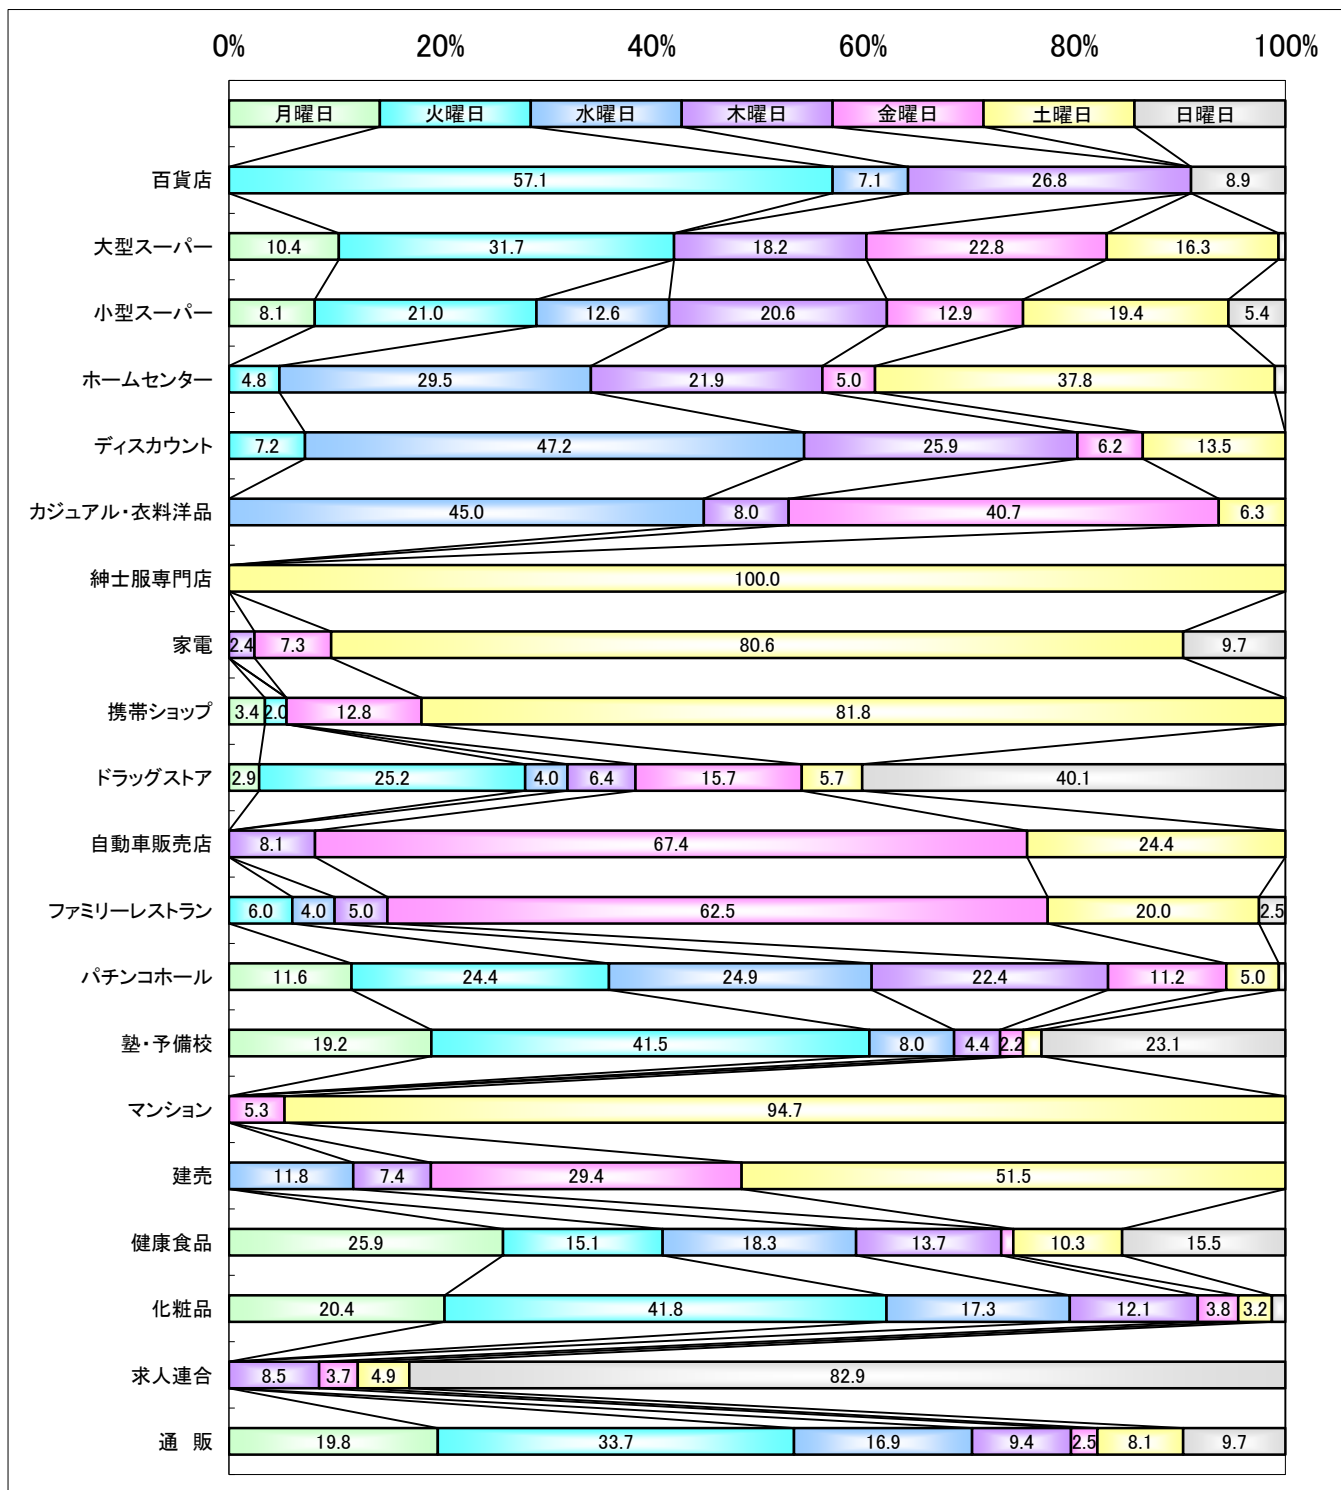 0% 20% 40% 60% 80% 100%
月曜日 火曜日 水曜日 木曜日 金曜日 土曜日 日曜日
百貨店 57.1 7.1 26.8 8.9
大型スーパー 10.4 31.7 18.2 22.8 16.3
小型スーパー 8.1 21.0 12.6 20.6 12.9 19.4 5.4
ホームセンター 4.8 29.5 21.9 5.0 37.8
ディスカウント 7.2 47.2 25.9 6.2 13.5
カジュアル・衣料洋品 45.0 8.0 40.7 6.3
紳士服専門店 100.0
家電 2.4 7.3 80.6 9.7
携帯ショップ 3.4 2.0 12.8 81.8
ドラッグストア 2.9 25.2 4.0 6.4 15.7 5.7 40.1
自動車販売店 8.1 67.4 24.4
ファミリーレストラン 6.0 4.0 5.0 62.5 20.0 2.5
パチンコホール 11.6 24.4 24.9 22.4 11.2 5.0
塾・予備校 19.2 41.5 8.0 4.4 2.2 23.1
マンション 5.3 94.7
建売 11.8 7.4 29.4 51.5
健康食品 25.9 15.1 18.3 13.7 10.3 15.5
化粧品 20.4 41.8 17.3 12.1 3.8 3.2
求人連合 8.5 3.7 4.9 82.9
通 販 19.8 33.7 16.9 9.4 2.5 8.1 9.7